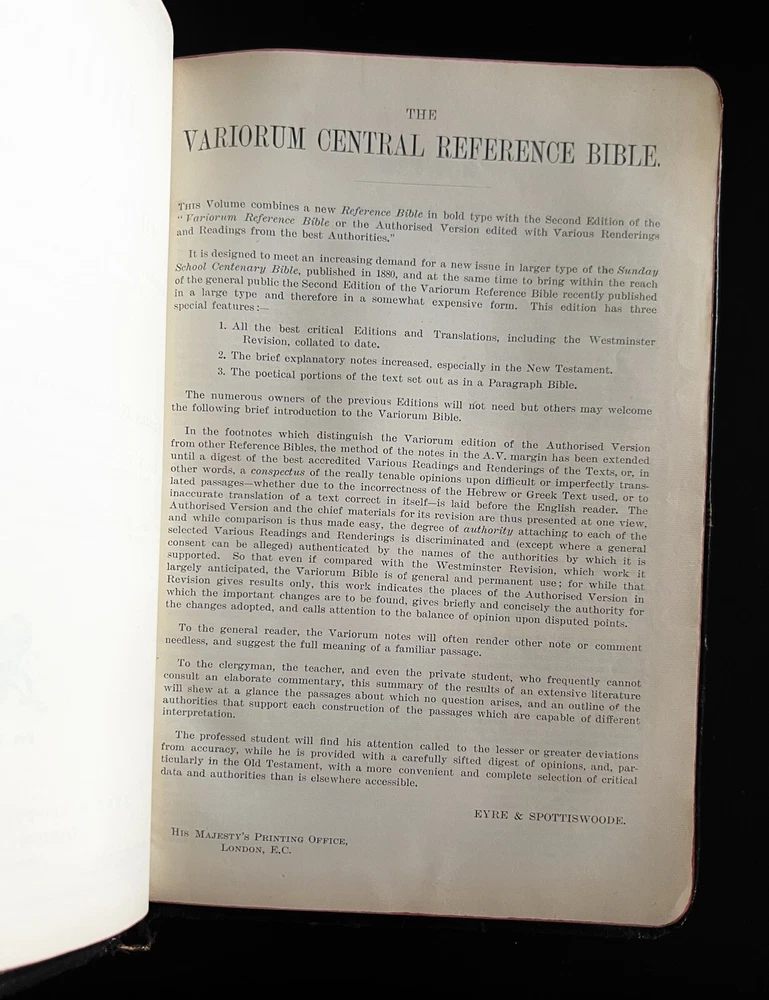 THE
VARIORUM CENTRAL REFERENCE BIBLE.
THIS Volume combines a new Reference Bible in bold type with the Second Edition of the
"Variorum Reference Bible or the Authorised Version edited with Various Renderings
and Readings from the best Authorities."
It is designed to meet an increasing demand for a new issue in larger type of the Sunday
School Centenary Bible, published in 1880, and at the same time to bring within the reach
of the general public the Second Edition of the Variorum Reference Bible recently published
in a large type and therefore in a somewhat expensive form. This edition has three
special features:—
1. All the best critical Editions and Translations, including the Westminster
Revision, collated to date.
2. The brief explanatory notes increased, especially in the New Testament.
3. The poetical portions of the text set out as in a Paragraph Bible.
The numerous owners of the previous Editions will not need but others may welcome
the following brief introduction to the Variorum Bible.
In the footnotes which distinguish the Variorum edition of the Authorised Version
from other Reference Bibles, the method of the notes in the A.V. margin has been extended
until a digest of the best accredited Various Readings and Renderings of the Texts, or, in
other words, a conspectus of the really tenable opinions upon difficult or imperfectly trans-
lated passages—whether due to the incorrectness of the Hebrew or Greek Text used, or to
inaccurate translation of a text correct in itself—is laid before the English reader. The
Authorised Version and the chief materials for its revision are thus presented at one view,
and while comparison is thus made easy, the degree of authority attaching to each of the
selected Various Readings and Renderings is discriminated and (except where a general
consent can be alleged) authenticated by the names of the authorities by which it is
supported. So that even if compared with the Westminster Revision, which work it
largely anticipated, the Variorum Bible is of general and permanent use; for while that
Revision gives results only, this work indicates the places of the Authorised Version in
which the important changes are to be found, gives briefly and concisely the authority for
the changes adopted, and calls attention to the balance of opinion upon disputed points.
To the general reader, the Variorum notes will often render other note or comment
needless, and suggest the full meaning of a familiar passage.
To the clergyman, the teacher, and even the private student, who frequently cannot
consult an elaborate commentary, this summary of the results of an extensive literature
will shew at a glance the passages about which no question arises, and an outline of the
authorities that support each construction of the passages which are capable of different
interpretation.
The professed student will find his attention called to the lesser or greater deviations
from accuracy, while he is provided with a carefully sifted digest of opinions, and, par-
ticularly in the Old Testament, with a more convenient and complete selection of critical
data and authorities than is elsewhere accessible.
EYRE & SPOTTISWOODE.
HIS MAJESTY'S PRINTING OFFICE,
LONDON, E.C.